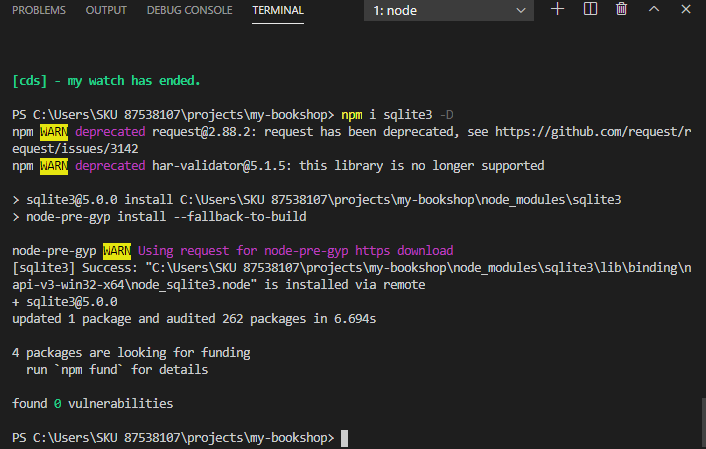 PROBLEMS OUTPUT DEBUG CONSOLE TERMINAL 1: node
[cds] - my watch has ended.
PS C:\Users\SKU 87538107\projects\my-bookshop> npm i sqlite3 -D
npm WARN deprecated request@2.88.2: request has been deprecated, see https://github.com/request/r
equest/issues/3142
npm WARN deprecated har-validator@5.1.5: this library is no longer supported
> sqlite3@5.0.0 install C:\Users\SKU 87538107\projects\my-bookshop\node_modules\sqlite3
> node-pre-gyp install --fallback-to-build
node-pre-gyp WARN Using request for node-pre-gyp https download
[sqlite3] Success: "C:\Users\SKU 87538107\projects\my-bookshop\node_modules\sqlite3\lib\binding\n
api-v3-win32-x64\node_sqlite3.node" is installed via remote
+ sqlite3@5.0.0
updated 1 package and audited 262 packages in 6.694s
4 packages are looking for funding
  run `npm fund` for details
found 0 vulnerabilities
PS C:\Users\SKU 87538107\projects\my-bookshop>